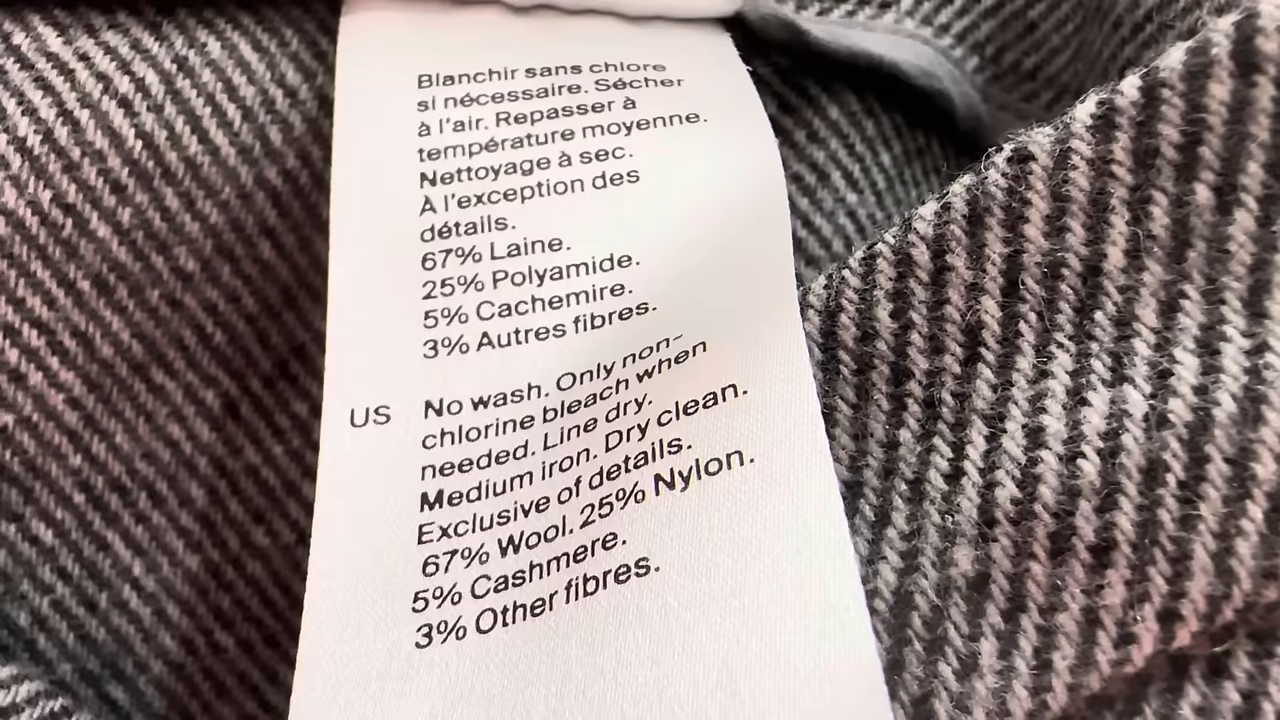 Blanchir sans chlore
si nécessaire. Sécher
à l'air. Repasser à
température moyenne.
Nettoyage à sec.
À l'exception des
détails.
67% Laine.
25% Polyamide.
5% Cachemire.
3% Autres fibres.
US No wash. Only non-
chlorine bleach when
needed. Line dry.
Medium iron. Dry clean.
Exclusive of details.
67% Wool. 25% Nylon.
5% Cashmere.
3% Other fibres.